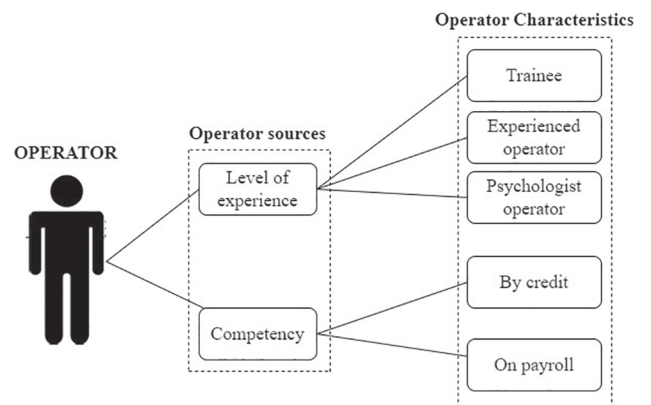 Operator Characteristics
Trainee
Operator sources
Experienced
operator
OPERATOR
Level of
experience
Psychologist
operator
By credit
Competency
On payroll